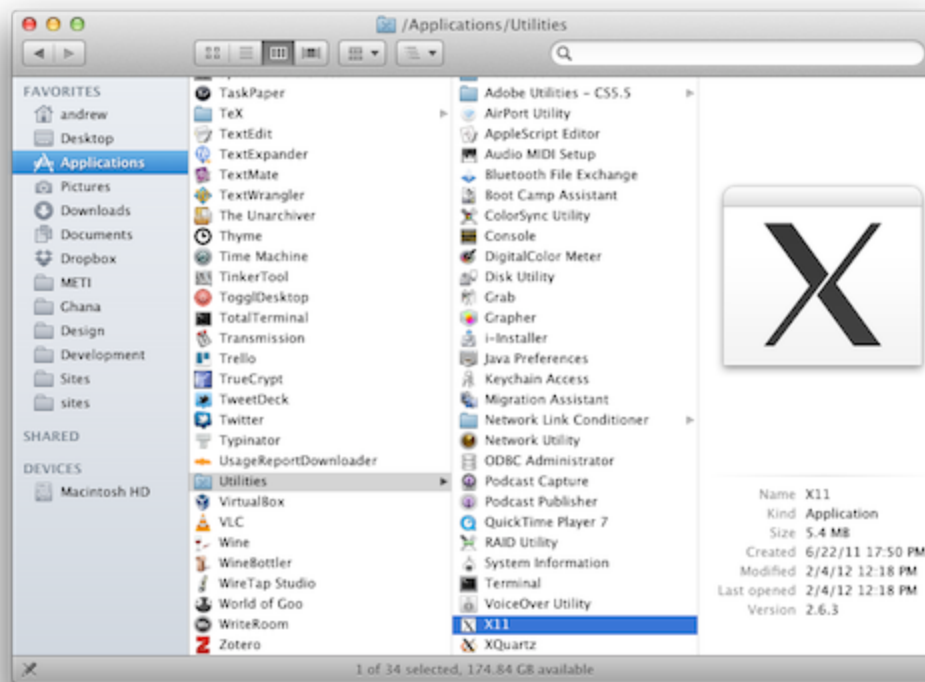 /Applications/Utilities
FAVORITES
andrew
Desktop
Applications
Pictures
Downloads
Documents
Dropbox
METI
Ghana
Design
Development
Sites
sites
SHARED
DEVICES
Macintosh HD
TaskPaper
TeX
TextEdit
TextExpander
TextMate
TextWrangler
The Unarchiver
Thyme
Time Machine
TinkerTool
TogglDesktop
TotalTerminal
Transmission
Trello
TrueCrypt
TweetDeck
Twitter
Typinator
UsageReportDownloader
Utilities
VirtualBox
VLC
Wine
WineBottler
WireTap Studio
World of Goo
WriteRoom
Zotero
Adobe Utilities - CS5.5
AirPort Utility
AppleScript Editor
Audio MIDI Setup
Bluetooth File Exchange
Boot Camp Assistant
ColorSync Utility
Console
DigitalColor Meter
Disk Utility
Grab
Grapher
i-Installer
Java Preferences
Keychain Access
Migration Assistant
Network Link Conditioner
Network Utility
ODBC Administrator
Podcast Capture
Podcast Publisher
QuickTime Player 7
RAID Utility
System Information
Terminal
VoiceOver Utility
X11
XQuartz
X
Name X11
Kind Application
Size 5.4 MB
Created 6/22/11 17:50 PM
Modified 2/4/12 12:18 PM
Last opened 2/4/12 12:18 PM
Version 2.6.3
1 of 34 selected, 174.84 GB available